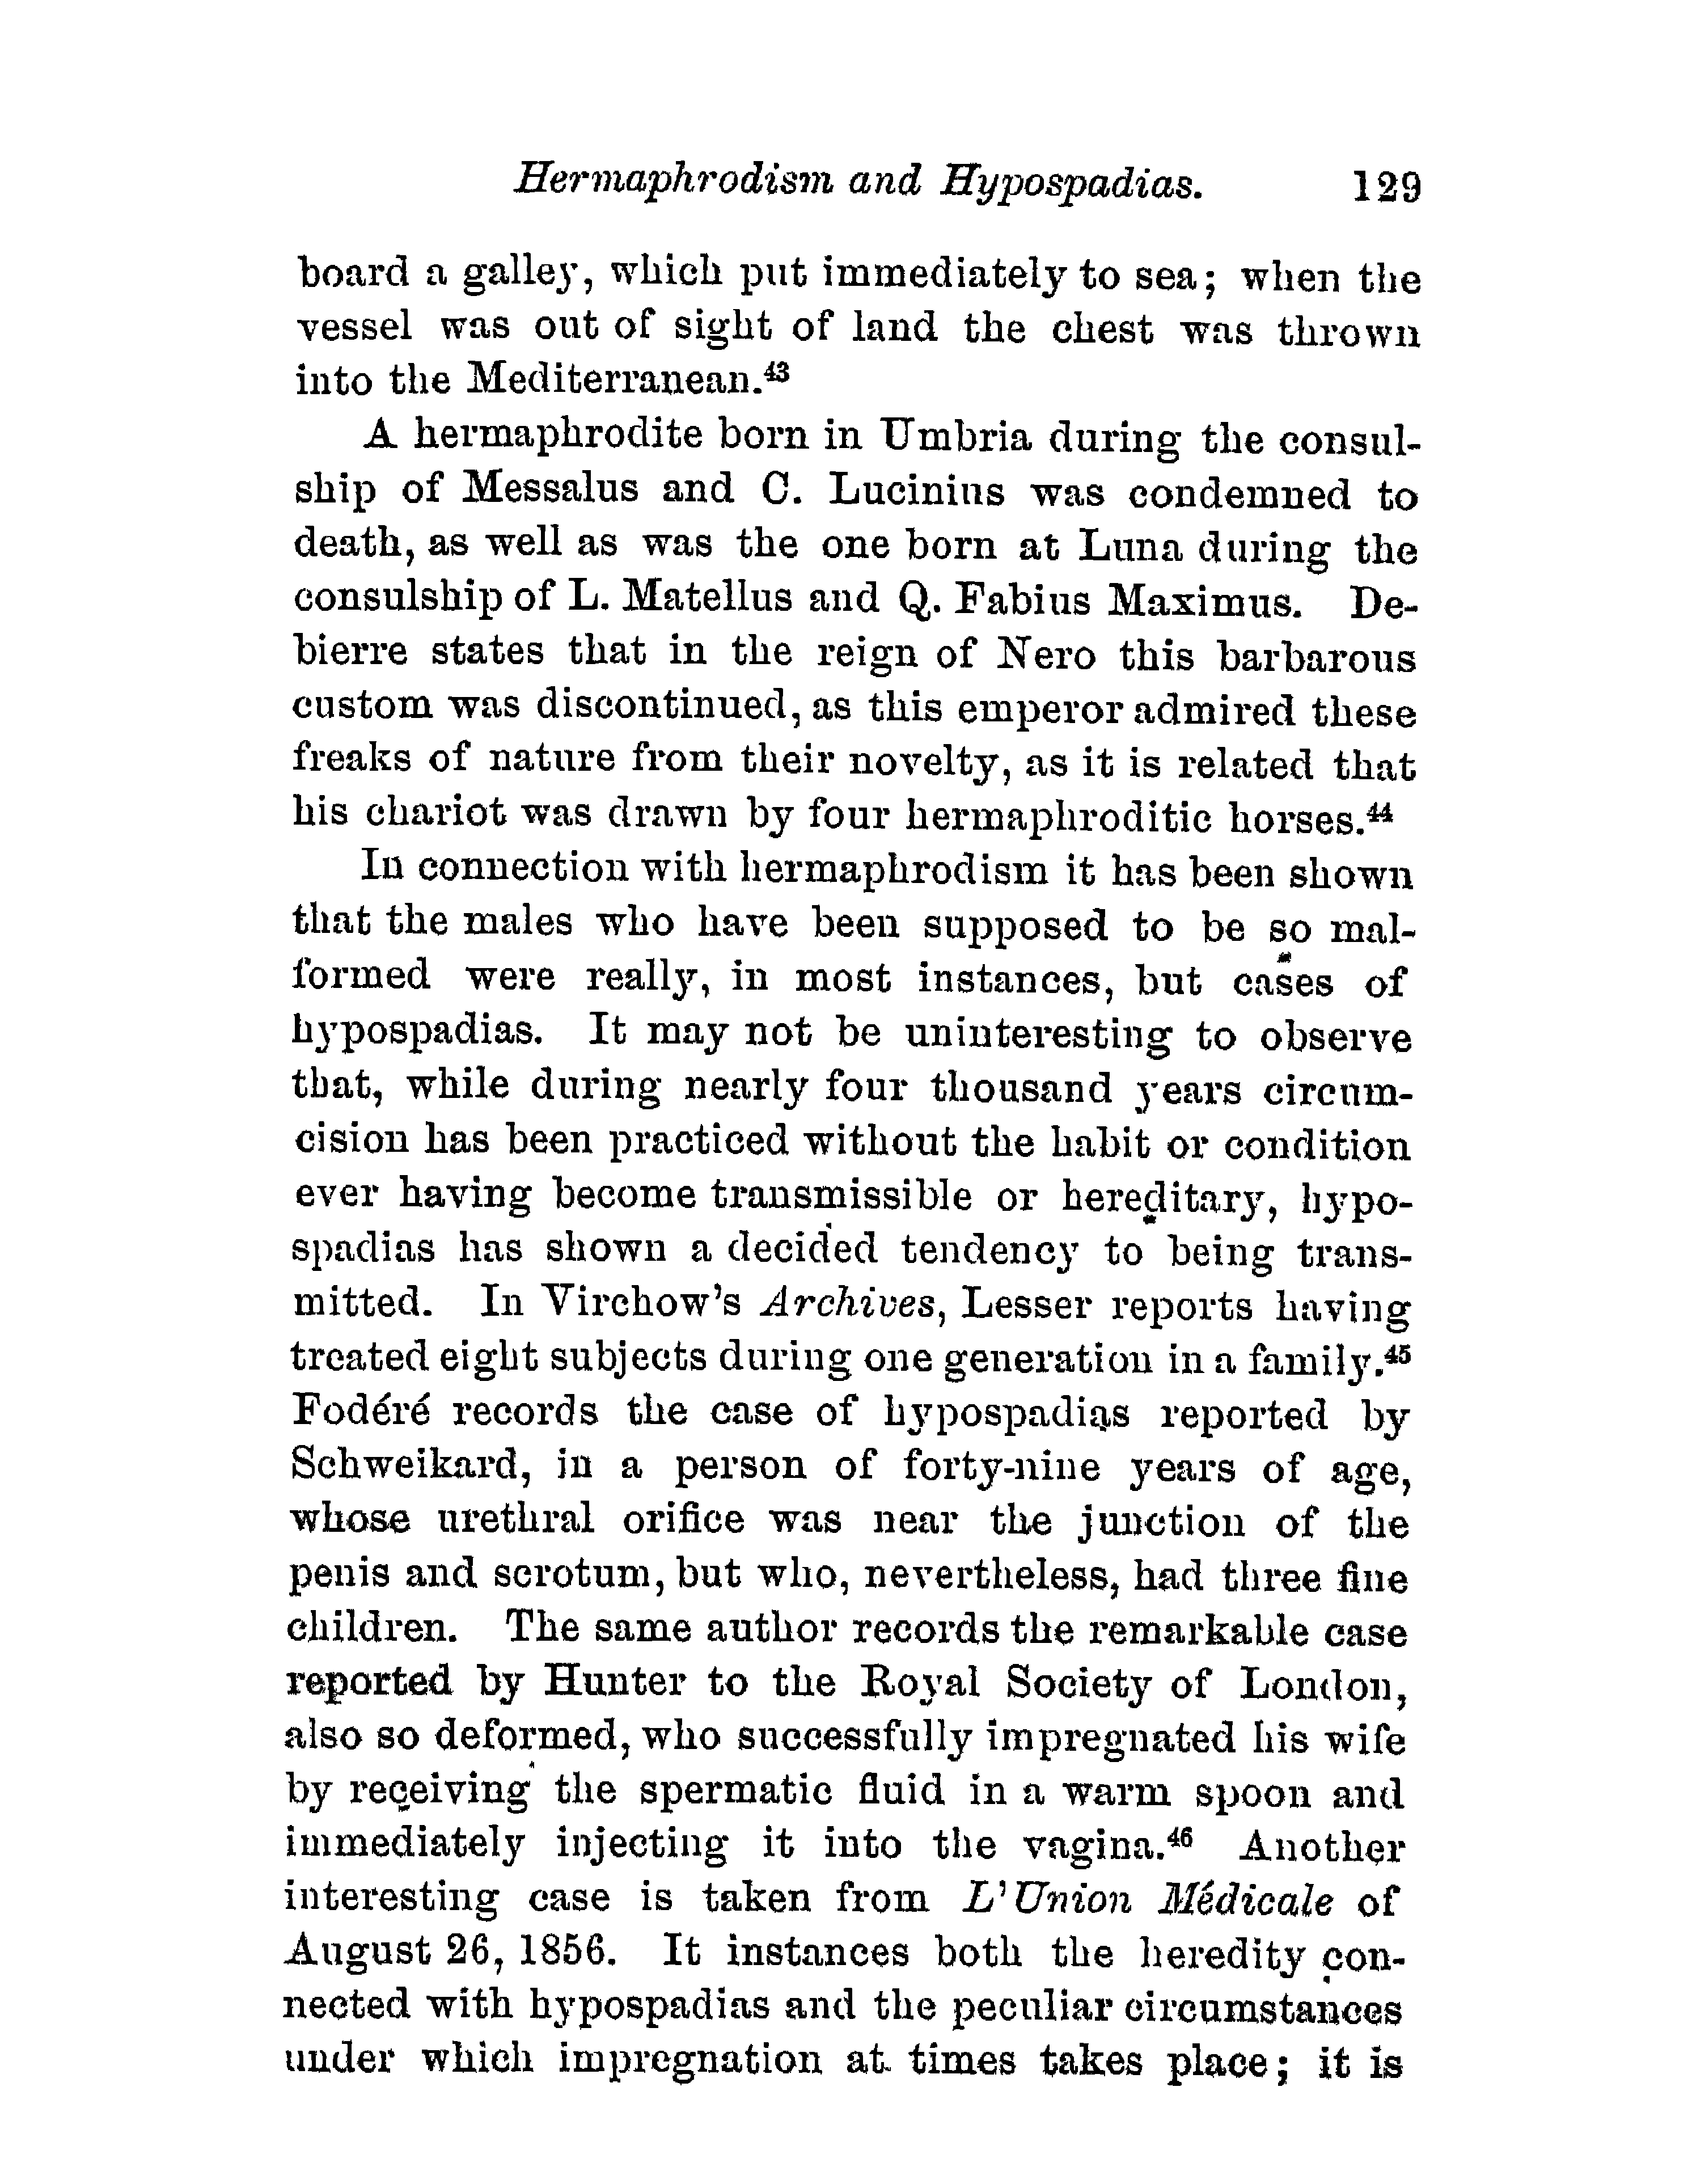 Hermaphrodism and Hypospadias. 129
board a galley, which put immediately to sea; when the
vessel was out of sight of land the chest was thrown
into the Mediterranean.⁴³
A hermaphrodite born in Umbria during the consul-
ship of Messalus and C. Lucinius was condemned to
death, as well as was the one born at Luna during the
consulship of L. Matellus and Q. Fabius Maximus. De-
bierre states that in the reign of Nero this barbarous
custom was discontinued, as this emperor admired these
freaks of nature from their novelty, as it is related that
his chariot was drawn by four hermaphroditic horses.⁴⁴
In connection with hermaphrodism it has been shown
that the males who have been supposed to be so mal-
formed were really, in most instances, but cases of
hypospadias. It may not be uninteresting to observe
that, while during nearly four thousand years circum-
cision has been practiced without the habit or condition
ever having become transmissible or hereditary, hypo-
spadias has shown a decided tendency to being trans-
mitted. In Virchow's Archives, Lesser reports having
treated eight subjects during one generation in a family.⁴⁵
Fodéré records the case of hypospadias reported by
Schweikard, in a person of forty-nine years of age,
whose urethral orifice was near the junction of the
penis and scrotum, but who, nevertheless, had three fine
children. The same author records the remarkable case
reported by Hunter to the Royal Society of London,
also so deformed, who successfully impregnated his wife
by receiving the spermatic fluid in a warm spoon and
immediately injecting it into the vagina.⁴⁶ Another
interesting case is taken from L'Union Médicale of
August 26, 1856. It instances both the heredity con-
nected with hypospadias and the peculiar circumstances
under which impregnation at times takes place; it is